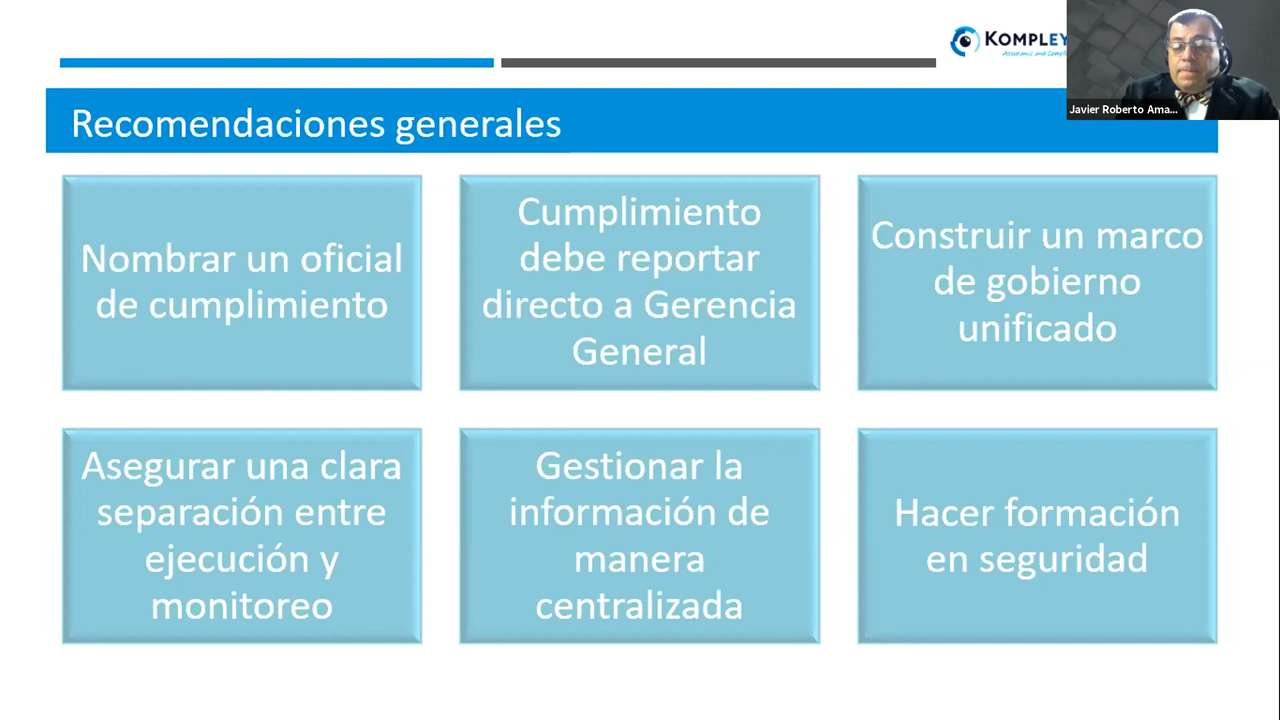 KOMPLEY
Javier Roberto Ama...
Recomendaciones generales
Nombrar un oficial
de cumplimiento
Cumplimiento
debe reportar
directo a Gerencia
General
Construir un marco
de gobierno
unificado
Asegurar una clara
separación entre
ejecución y
monitoreo
Gestionar la
información de
manera
centralizada
Hacer formación
en seguridad